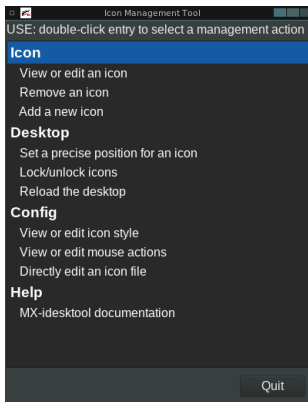 Icon Management Tool
USE: double-click entry to select a management action
Icon
View or edit an icon
Remove an icon
Add a new icon
Desktop
Set a precise position for an icon
Lock/unlock icons
Reload the desktop
Config
View or edit icon style
View or edit mouse actions
Directly edit an icon file
Help
MX-idesktool documentation
Quit